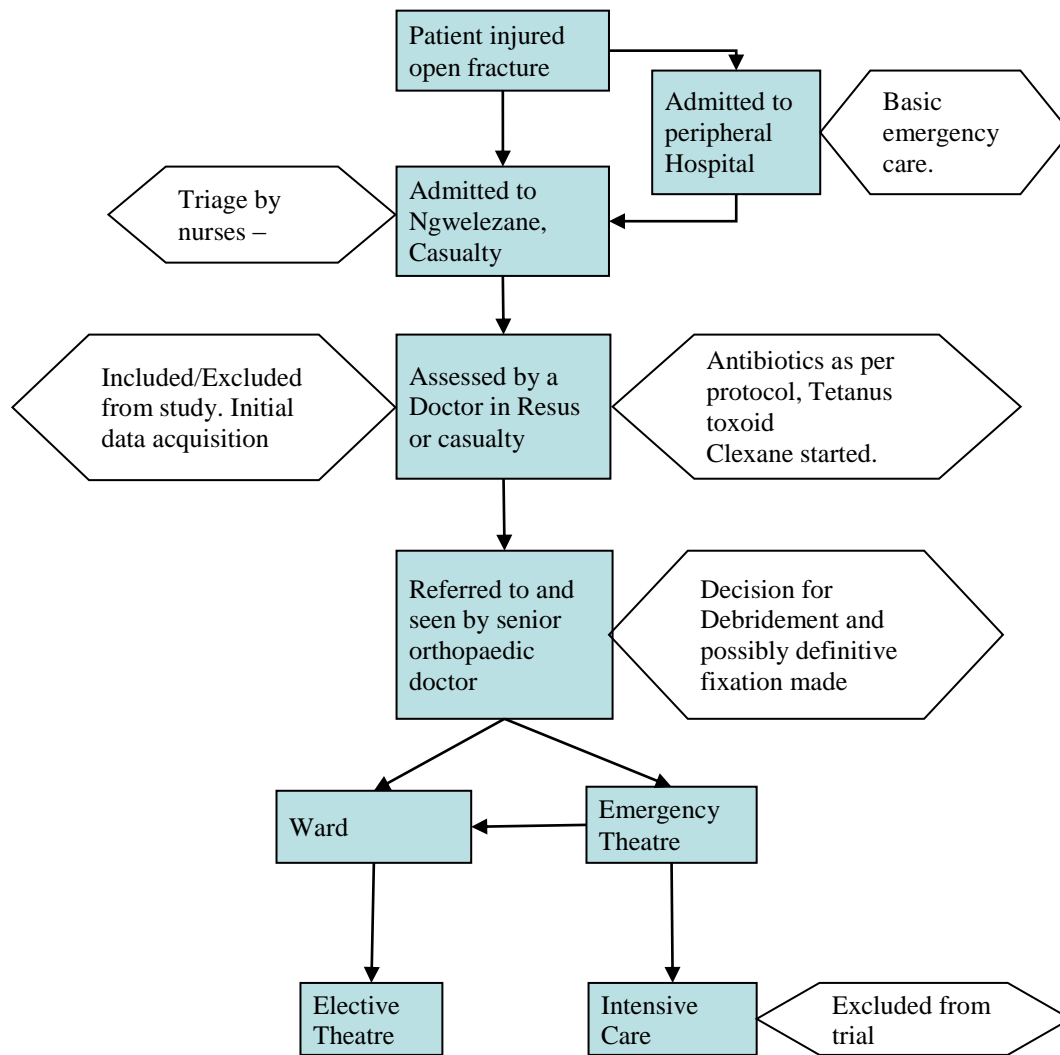 Patient injured
open fracture
Admitted to
peripheral
Hospital
Basic
emergency
care.
Triage by
nurses –
Admitted to
Ngwelezane,
Casualty
Included/Excluded
from study. Initial
data acquisition
Assessed by a
Doctor in Resus
or casualty
Antibiotics as per
protocol, Tetanus
toxoid
Clexane started.
Referred to and
seen by senior
orthopaedic
doctor
Decision for
Debridement and
possibly definitive
fixation made
Ward
Emergency
Theatre
Elective
Theatre
Intensive
Care
Excluded from
trial